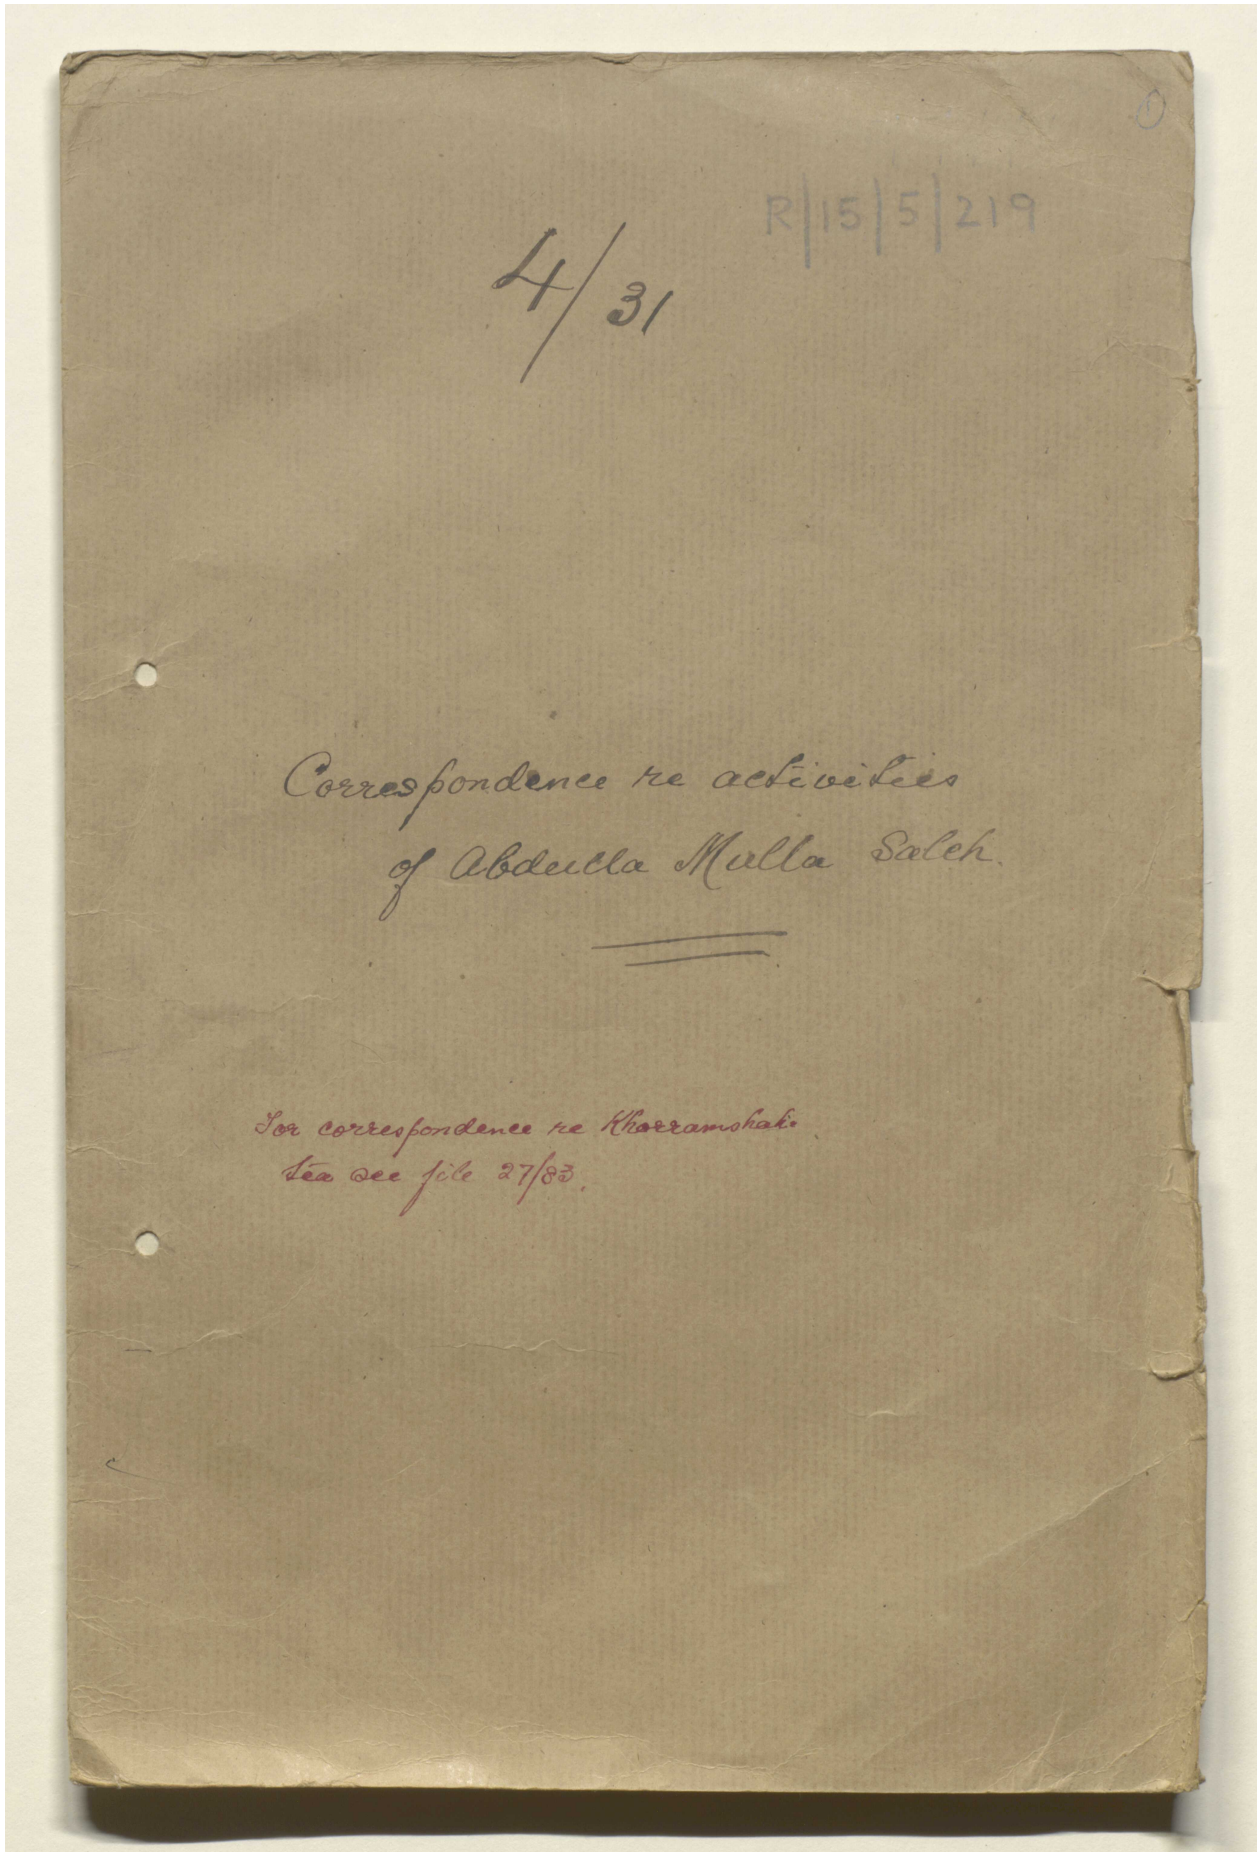 R/15/5/219
4/31
Correspondence re activities
of Abdulla Mulla Saleh.
For correspondence re Khorramshahr
tea see file 27/83.